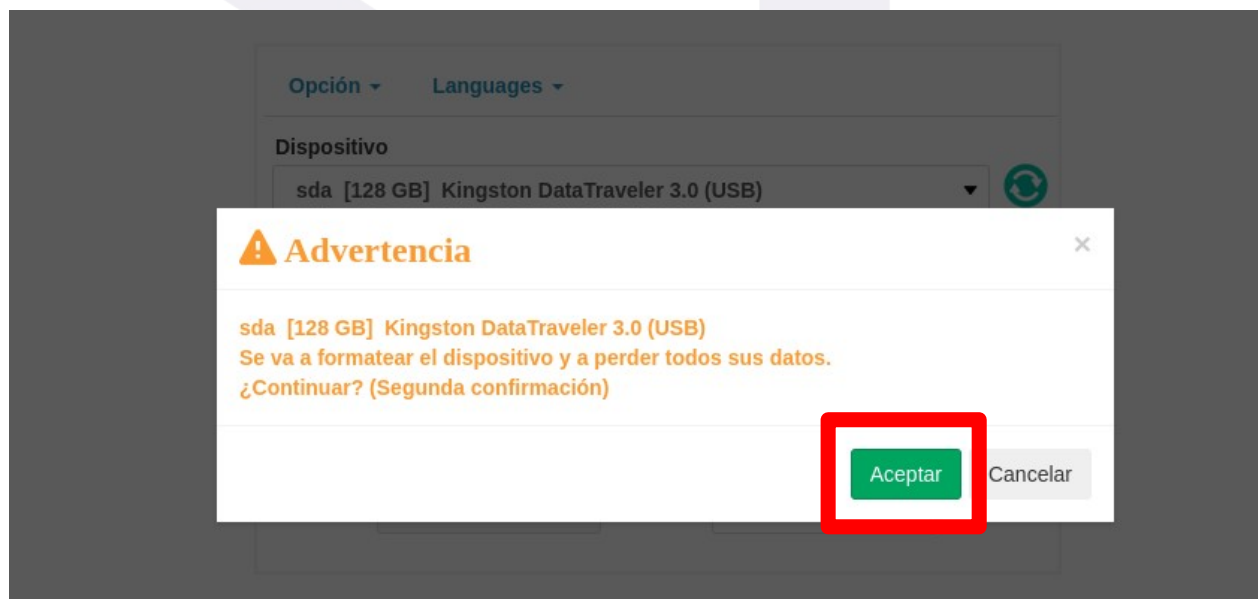 Opción
Languages
Dispositivo
sda [128 GB] Kingston DataTraveler 3.0 (USB)
Advertencia
×
sda [128 GB] Kingston DataTraveler 3.0 (USB)
Se va a formatear el dispositivo y a perder todos sus datos.
¿Continuar? (Segunda confirmación)
Aceptar
Cancelar